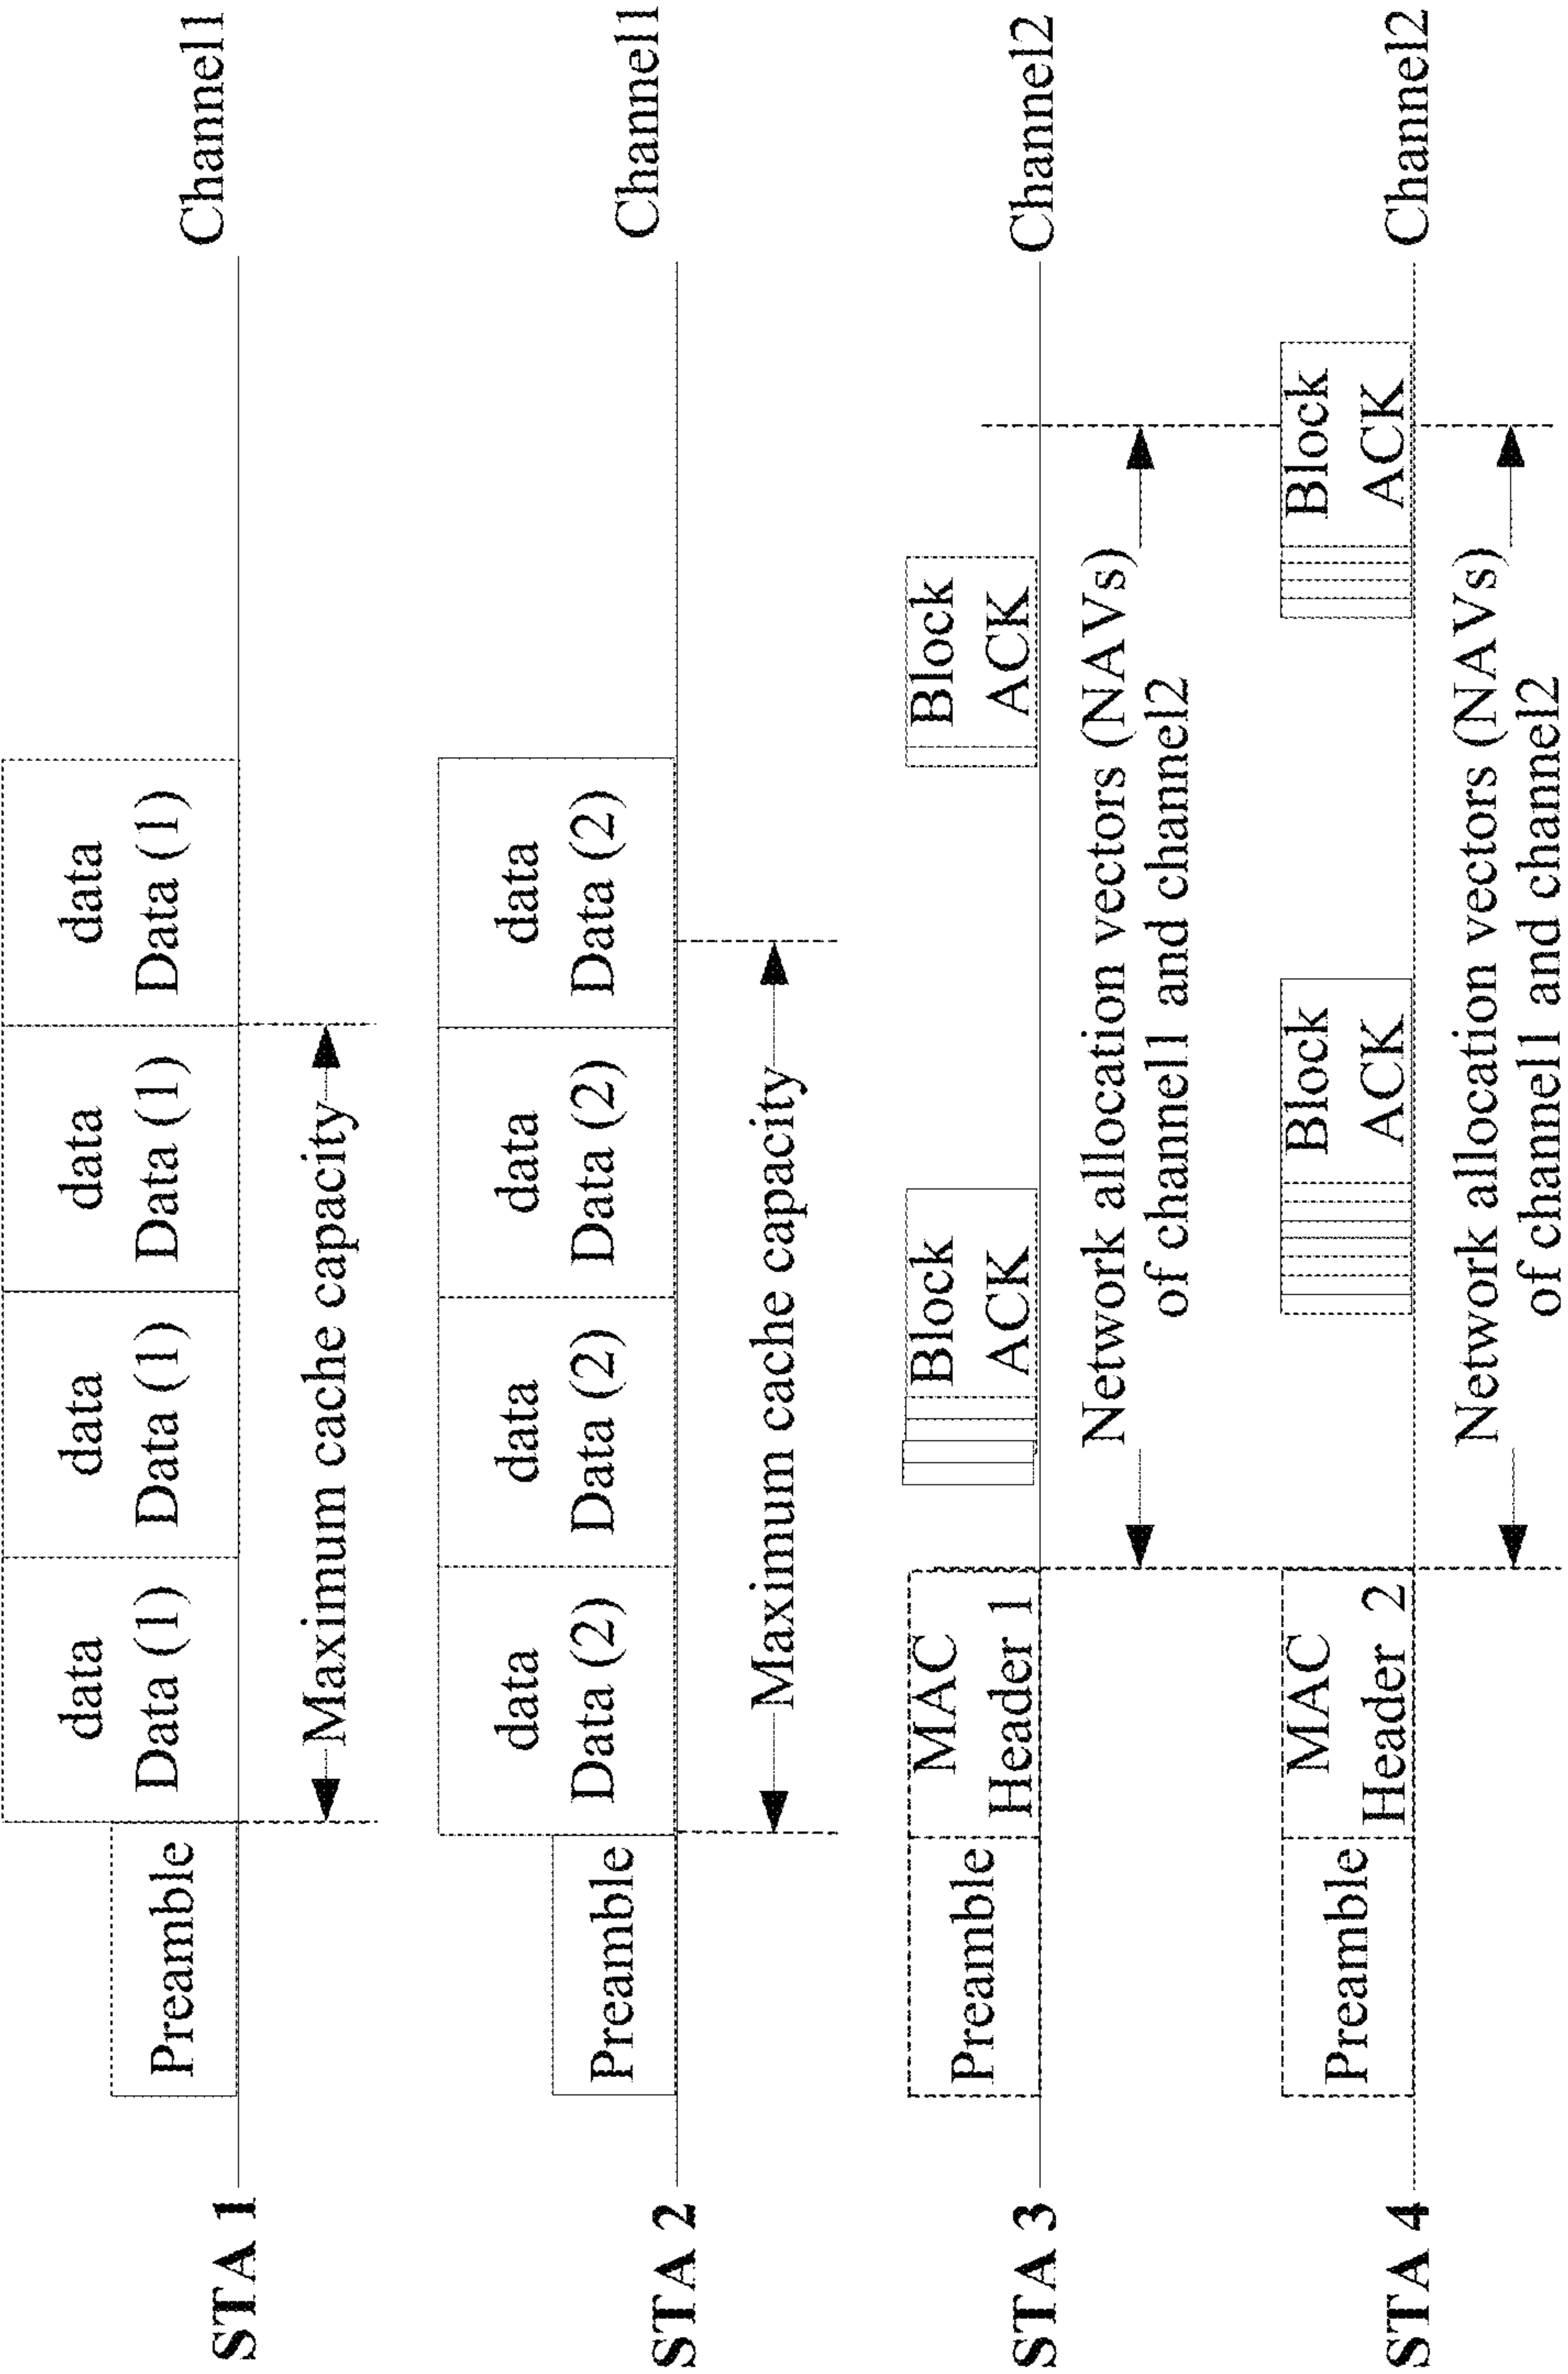 STA 1
Preamble
data
Data (1)
data
Data (1)
data
Data (1)
data
Data (1)
Channel1
Maximum cache capacity
STA 2
Preamble
data
Data (2)
data
Data (2)
data
Data (2)
data
Data (2)
Channel1
Maximum cache capacity
STA 3
Preamble
MAC
Header 1
Block
ACK
Block
ACK
Channel2
Network allocation vectors (NAVs)
of channel1 and channel2
STA 4
Preamble
MAC
Header 2
Block
ACK
Block
ACK
Channel2
Network allocation vectors (NAVs)
of channel1 and channel2